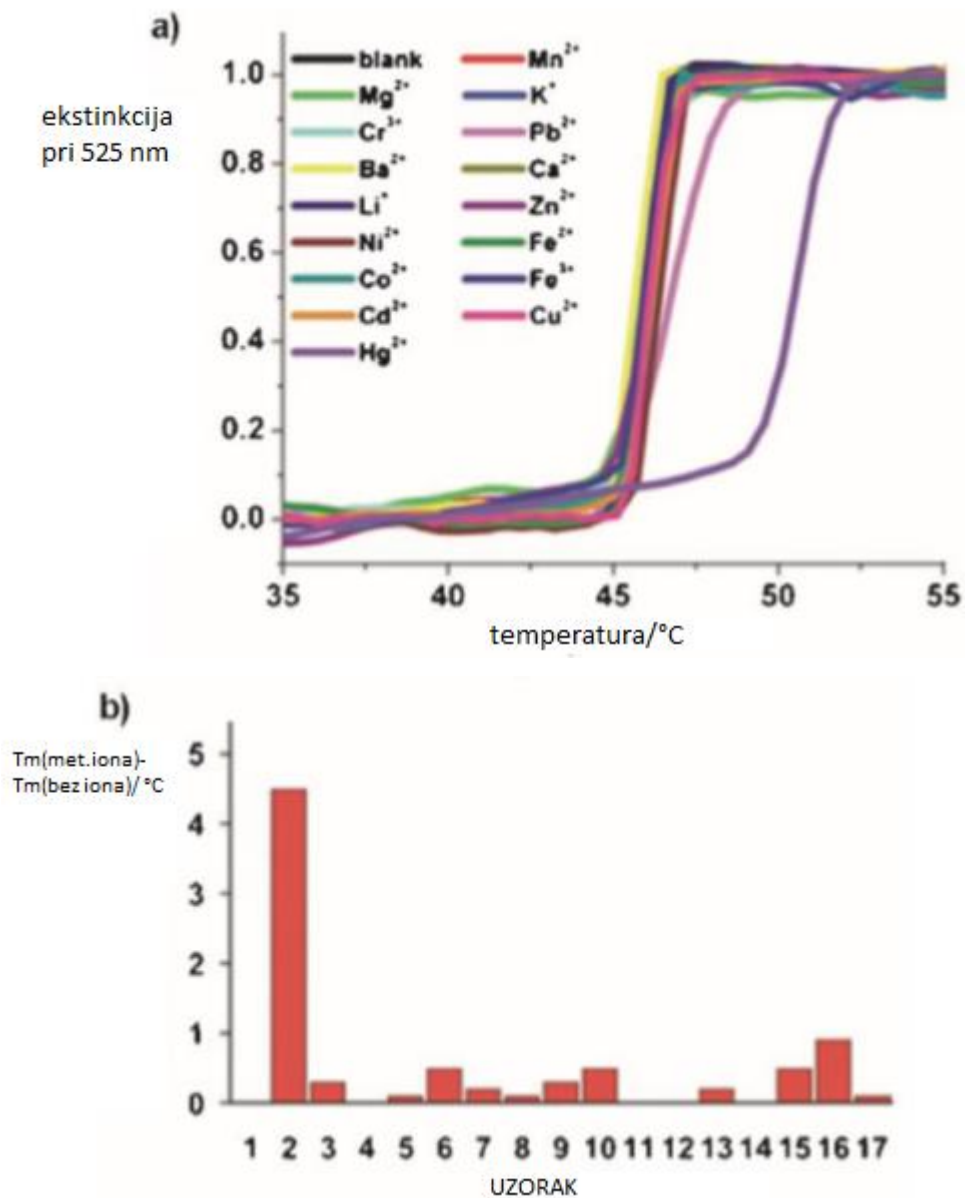 a)
ekstinkcija
pri 525 nm
1.0
0.8
0.6
0.4
0.2
0.0
blank
Mg²⁺
Cr³⁺
Ba²⁺
Li⁺
Ni²⁺
Co²⁺
Cd²⁺
Hg²⁺
Mn²⁺
K⁺
Pb²⁺
Ca²⁺
Zn²⁺
Fe²⁺
Fe³⁺
Cu²⁺
35 40 45 50 55
temperatura/°C
b)
Tm(met.iona)-
Tm(bez iona)/ °C
5
4
3
2
1
0
1 2 3 4 5 6 7 8 9 10 11 12 13 14 15 16 17
UZORAK